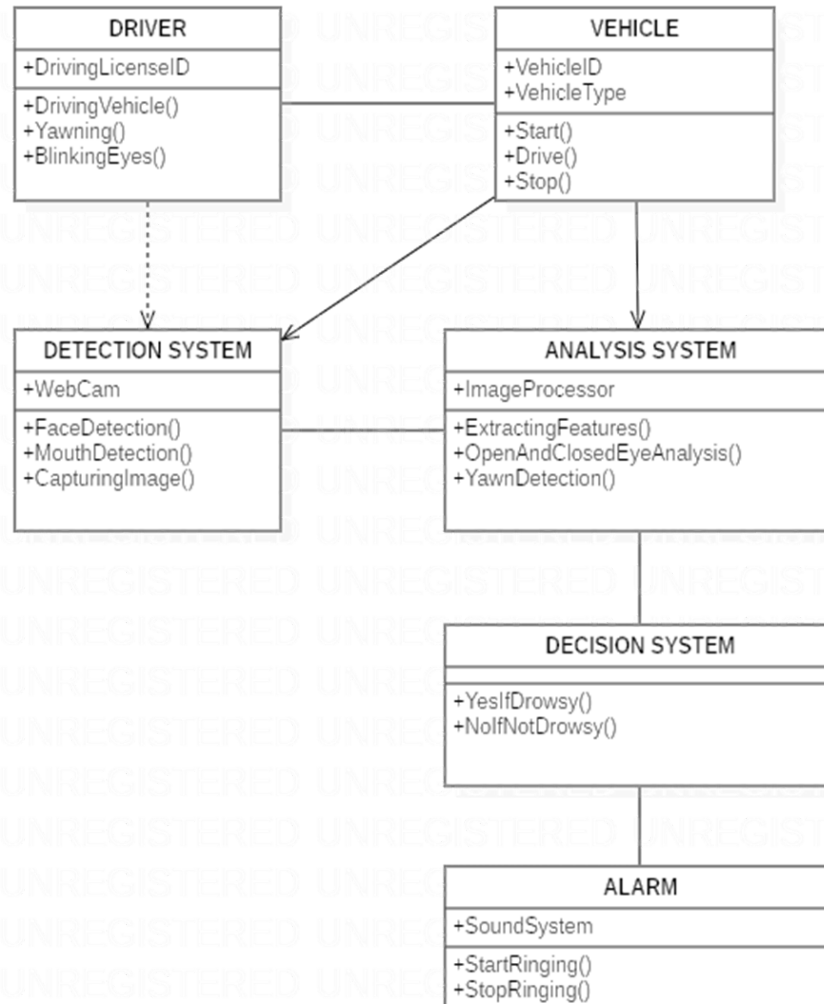 DRIVER
+DrivingLicenseID
+DrivingVehicle()
+Yawning()
+BlinkingEyes()
VEHICLE
+VehicleID
+VehicleType
+Start()
+Drive()
+Stop()
DETECTION SYSTEM
+WebCam
+FaceDetection()
+MouthDetection()
+CapturingImage()
ANALYSIS SYSTEM
+ImageProcessor
+ExtractingFeatures()
+OpenAndClosedEyeAnalysis()
+YawnDetection()
DECISION SYSTEM
+YesIfDrowsy()
+NoIfNotDrowsy()
ALARM
+SoundSystem
+StartRinging()
+StopRinging()
UNREGISTERED